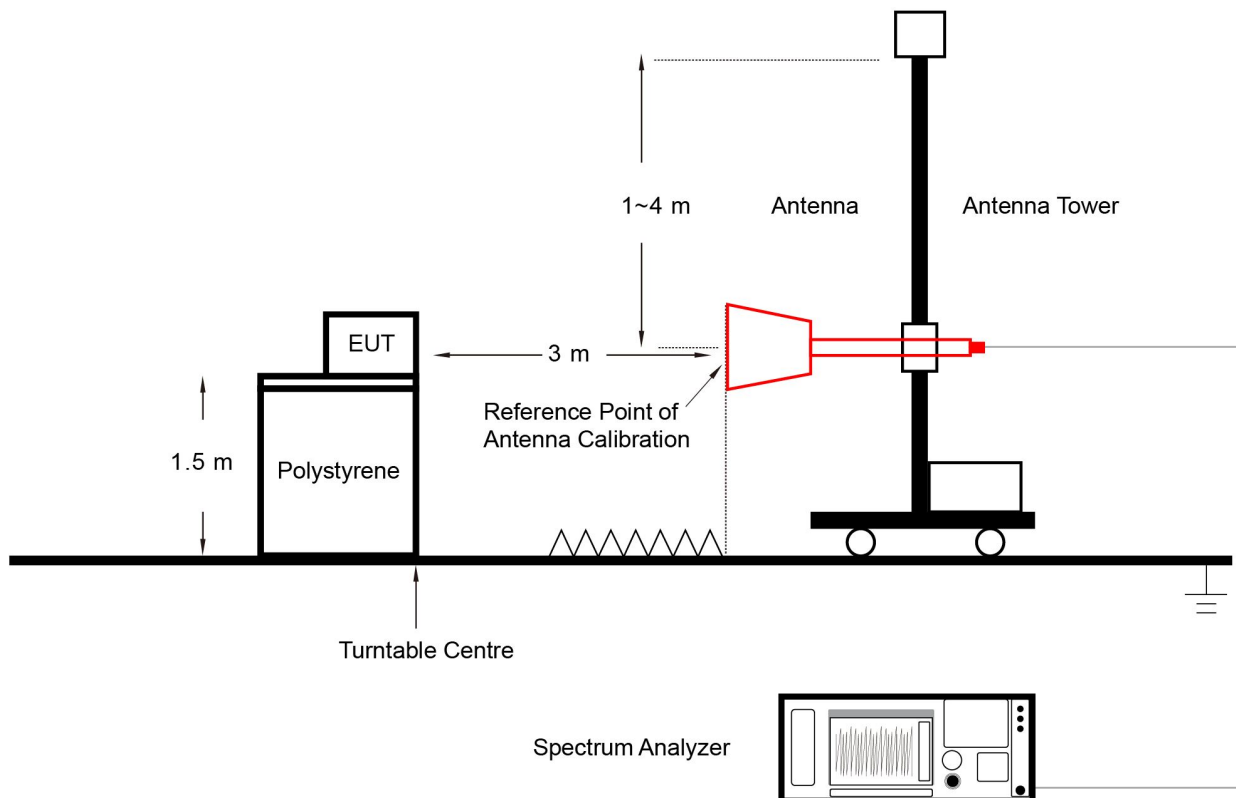 1~4 m
Antenna
Antenna Tower
EUT
3 m
Reference Point of
Antenna Calibration
1.5 m
Polystyrene
Turntable Centre
Spectrum Analyzer